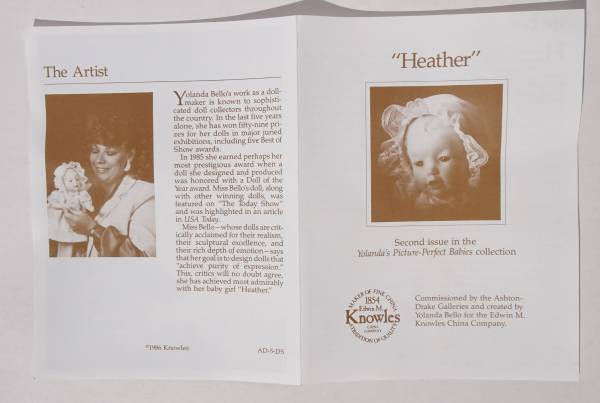 The Artist
Yolanda Bello's work as a doll-
maker is known to sophisti-
cated doll collectors throughout
the country. In the last five years
alone, she has won fifty-nine pri-
zes for her dolls in major juried
exhibitions, including five Best of
Show awards.
In 1985 she earned perhaps her
most prestigious award when a
doll she designed and produced
was honored with a Doll of the
Year award. Miss Bello's doll, along
with other winning dolls, was
featured on "The Today Show"
and was highlighted in an article
in USA Today.
Miss Bello—whose dolls are crit-
ically acclaimed for their realism,
their sculptural excellence, and
their rich depth of emotion—says
that her goal is to design dolls that
"achieve purity of expression."
This, critics will no doubt agree,
she has achieved most admirably
with her baby girl "Heather."
©1986 Knowles
AD-5-D5
"Heather"
Second issue in the
Yolanda's Picture-Perfect Babies collection
MAKER OF FINE CHINA
1854
Edwin M.
Knowles
CHINA
COMPANY
TRADITION OF QUALITY
Commissioned by the Ashton-
Drake Galleries and created by
Yolanda Bello for the Edwin M.
Knowles China Company.